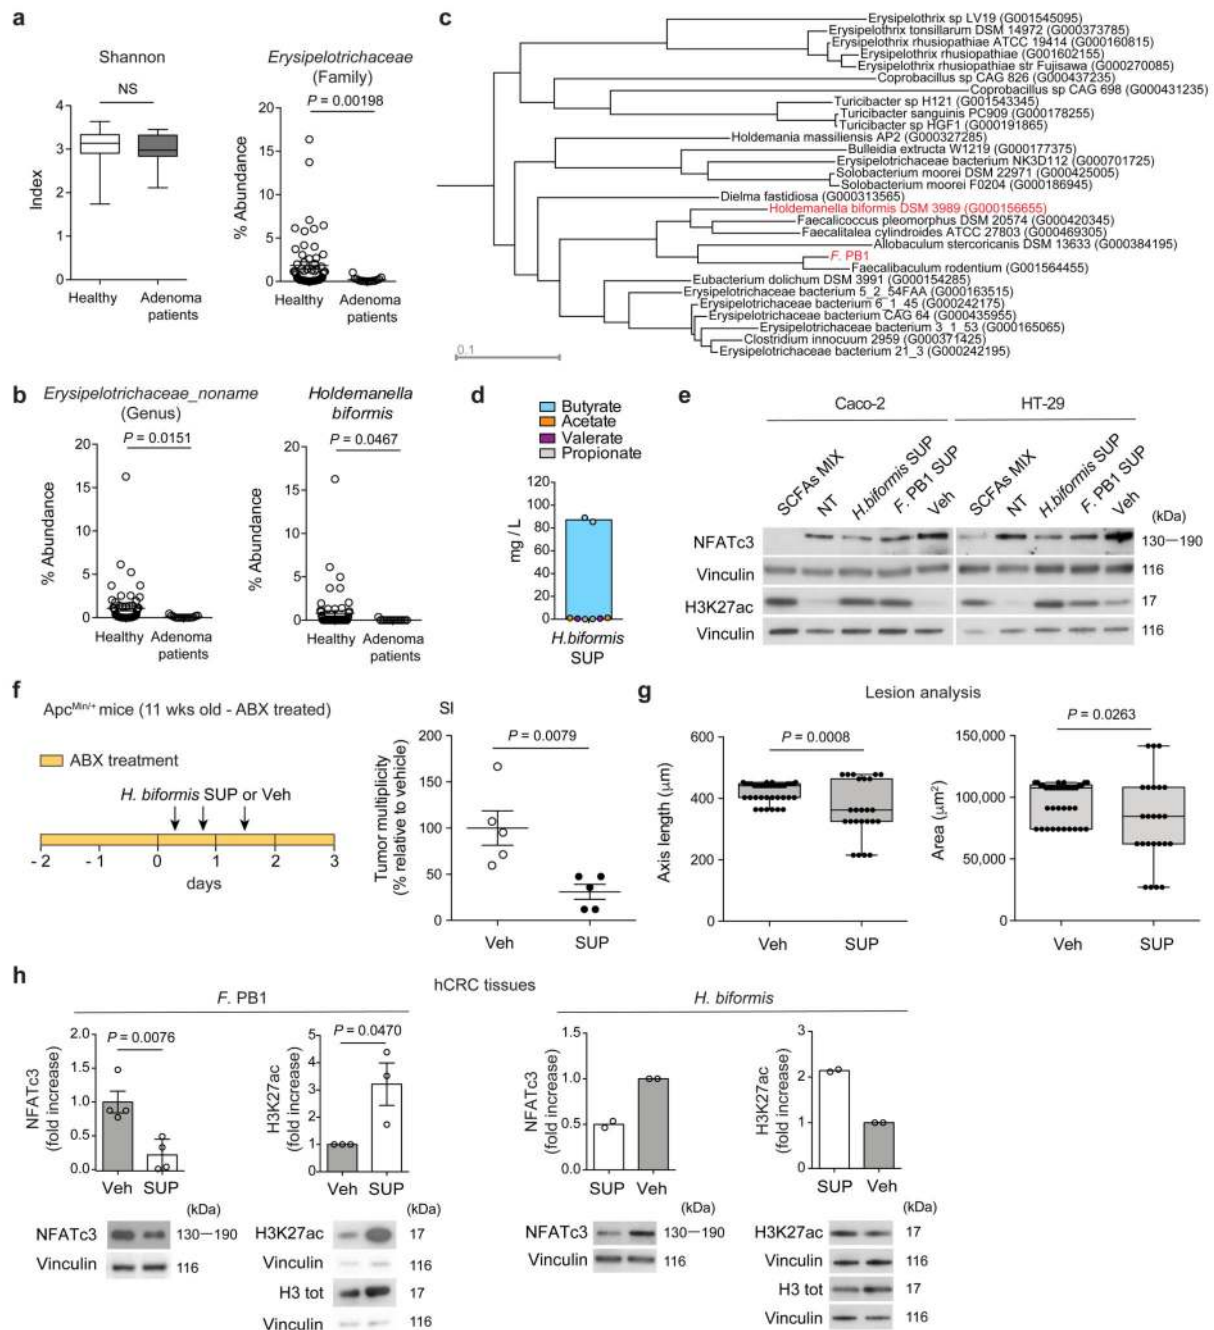 a
Shannon
NS
Index
4
3
2
1
0
Healthy
Adenoma
patients
Erysipelotrichaceae
(Family)
P = 0.00198
% Abundance
20
15
10
5
0
Healthy
Adenoma
patients
c
Erysipelothrix sp LV19 (G001545095)
Erysipelothrix tonsillarum DSM 14972 (G000373785)
Erysipelothrix rhusiopathiae ATCC 19414 (G000160815)
Erysipelothrix rhusiopathiae (G001602155)
Erysipelothrix rhusiopathiae str Fujisawa (G000270085)
Coprobacillus sp CAG 826 (G000437235)
Coprobacillus sp CAG 698 (G000431235)
Turicibacter sp H121 (G001543345)
Turicibacter sanguinis PC909 (G000178255)
Turicibacter sp HGF1 (G000191865)
Holdemania massiliensis AP2 (G000327285)
Bulleidia extructa W1219 (G000177375)
Erysipelotrichaceae bacterium NK3D112 (G000701725)
Solobacterium moorei DSM 22971 (G000425005)
Solobacterium moorei F0204 (G000186945)
Dielma fastidiosa (G000313565)
Holdemanella biformis DSM 3989 (G000156655)
Faecalicoccus pleomorphus DSM 20574 (G000420345)
Faecalitalea cylindroides ATCC 27803 (G000469305)
Allobaculum stercoricanis DSM 13633 (G000384195)
F. PB1
Faecalibaculum rodentium (G001564455)
Eubacterium dolichum DSM 3991 (G000154285)
Erysipelotrichaceae bacterium 5_2_54FAA (G000163515)
Erysipelotrichaceae bacterium 6_1_45 (G000242175)
Erysipelotrichaceae bacterium CAG 64 (G000435955)
Erysipelotrichaceae bacterium 3_1_53 (G000165065)
Clostridium innocuum 2959 (G000371425)
Erysipelotrichaceae bacterium 21_3 (G000242195)
0.1
b
Erysipelotrichaceae_noname
(Genus)
P = 0.0151
% Abundance
20
15
10
5
0
Healthy
Adenoma
patients
Holdemanella
biformis
P = 0.0467
% Abundance
20
15
10
5
0
Healthy
Adenoma
patients
d
Butyrate
Acetate
Valerate
Propionate
mg / L
120
100
80
60
40
20
0
H.biformis
SUP
e
Caco-2
HT-29
SCFAs MIX
NT
H.biformis SUP
F. PB1 SUP
Veh
SCFAs MIX
NT
H.biformis SUP
F. PB1 SUP
Veh
(kDa)
NFATc3
130—190
Vinculin
116
H3K27ac
17
Vinculin
116
f
Apc Min/+ mice (11 wks old - ABX treated)
ABX treatment
H. biformis SUP or Veh
- 2
- 1
0
1
2
3
days
SI
P = 0.0079
Tumor multiplicity
(% relative to vehicle)
200
150
100
50
0
Veh
SUP
g
Lesion analysis
P = 0.0008
Axis length (μm)
600
400
200
0
Veh
SUP
P = 0.0263
Area (μm²)
150,000
100,000
50,000
0
Veh
SUP
h
hCRC tissues
F. PB1
P = 0.0076
NFATc3
(fold increase)
2.0
1.5
1.0
0.5
0.0
Veh
SUP
(kDa)
NFATc3
130—190
Vinculin
116
P = 0.0470
H3K27ac
(fold increase)
5
4
3
2
1
0
Veh
SUP
(kDa)
H3K27ac
17
Vinculin
116
H3 tot
17
Vinculin
116
H. biformis
NFATc3
(fold increase)
1.5
1.0
0.5
0.0
SUP
Veh
(kDa)
NFATc3
130—190
Vinculin
116
H3K27ac
(fold increase)
3
2
1
0
SUP
Veh
(kDa)
H3K27ac
17
Vinculin
116
H3 tot
17
Vinculin
116